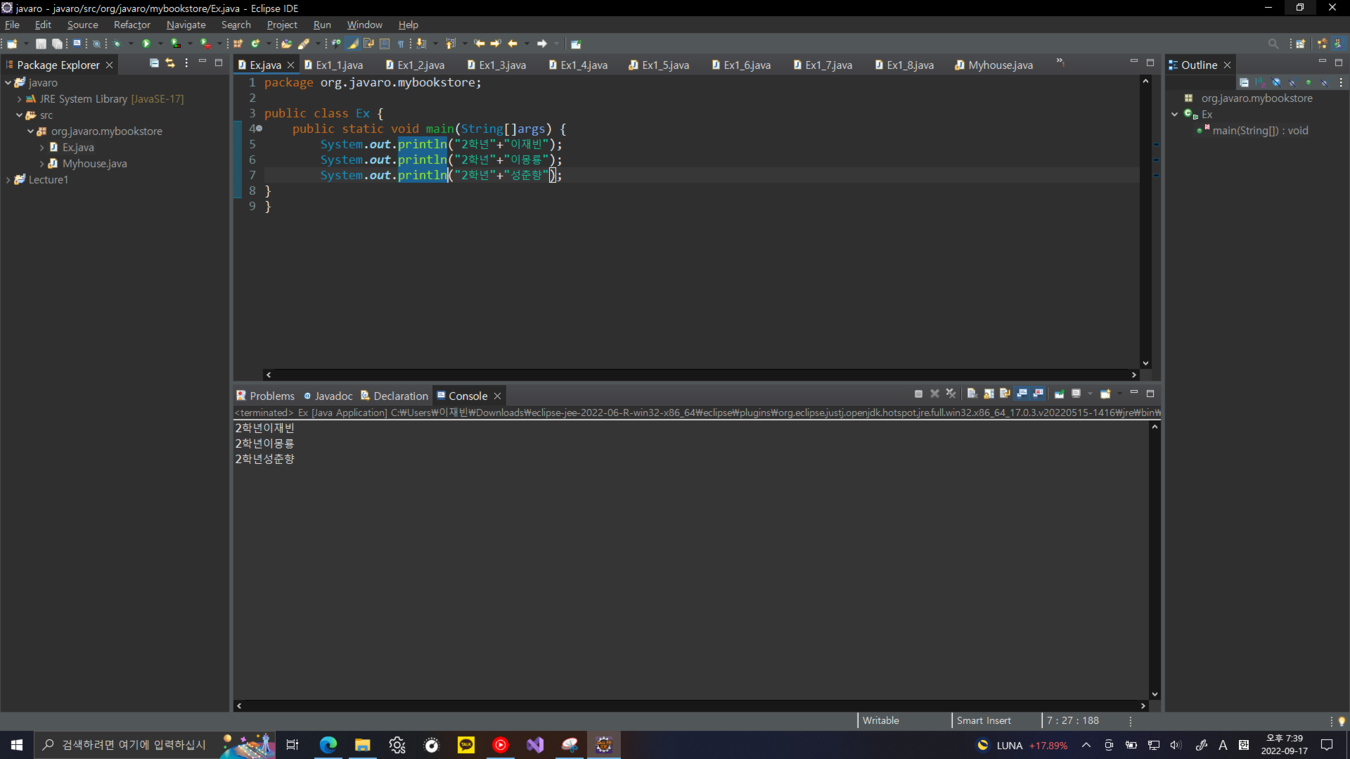 javaro - javaro/src/org/javaro/mybookstore/Ex.java - Eclipse IDE
File Edit Source Refactor Navigate Search Project Run Window Help
Package Explorer
javaro
JRE System Library [JavaSE-17]
src
org.javaro.mybookstore
Ex.java
Myhouse.java
Lecture1
Ex.java Ex1_1.java Ex1_2.java Ex1_3.java Ex1_4.java Ex1_5.java Ex1_6.java Ex1_7.java Ex1_8.java Myhouse.java
1 package org.javaro.mybookstore;
2
3 public class Ex {
4 public static void main(String[]args) {
5 System.out.println("2학년"+"이재빈");
6 System.out.println("2학년"+"이몽룡");
7 System.out.println("2학년"+"성준향");
8 }
9 }
Outline
org.javaro.mybookstore
Ex
main(String[]) : void
Problems Javadoc Declaration Console
<terminated> Ex [Java Application] C:₩Users₩이재빈₩Downloads₩eclipse-jee-2022-06-R-win32-x86_64₩eclipse₩plugins₩org.eclipse.justj.openjdk.hotspot.jre.full.win32.x86_64_17.0.3.v20220515-1416₩jre₩bin₩
2학년이재빈
2학년이몽룡
2학년성준향
Writable Smart Insert 7 : 27 : 188
검색하려면 여기에 입력하십시
TALK
LUNA +17.89%
A 한
오후 7:39
2022-09-17